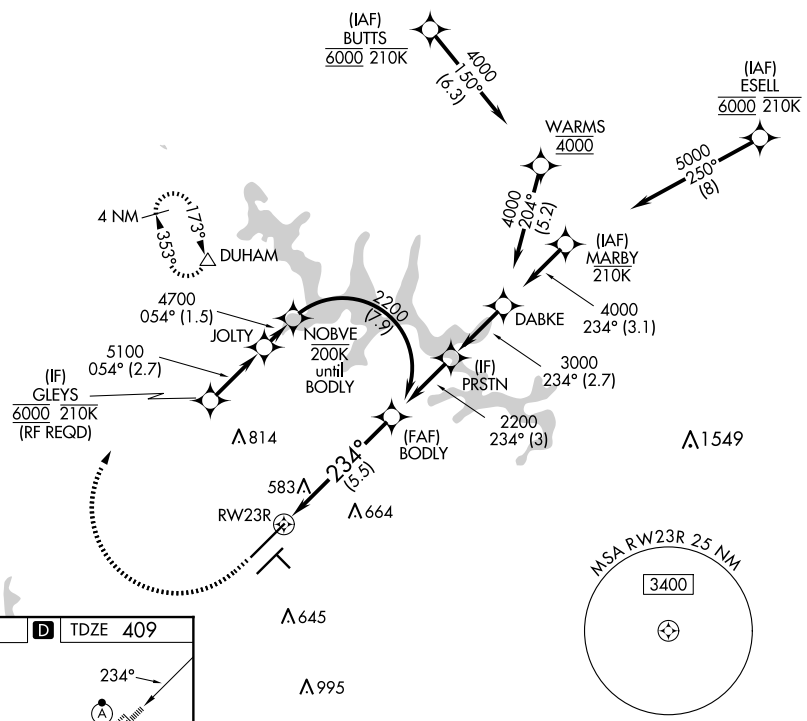 (IAF)
BUTTS
6000 210K
4000
150°
(6.3)
(IAF)
ESELL
6000 210K
5000
250°
(8)
WARMS
4000
4000
204°
(5.2)
(IAF)
MARBY
210K
4000
234° (3.1)
4 NM
173°
353°
DUHAM
DABKE
3000
234° (2.7)
4700
054° (1.5)
2200
(7.9)
JOLTY
NOBVE
200K
until
BODLY
(IF)
PRSTN
5100
054° (2.7)
(IF)
GLEYS
6000 210K
(RF REQD)
2200
234° (3)
(FAF)
BODLY
814
1549
234°
(5.5)
583
664
RW23R
MSA RW23R 25 NM
3400
645
D TDZE 409
234°
A
995